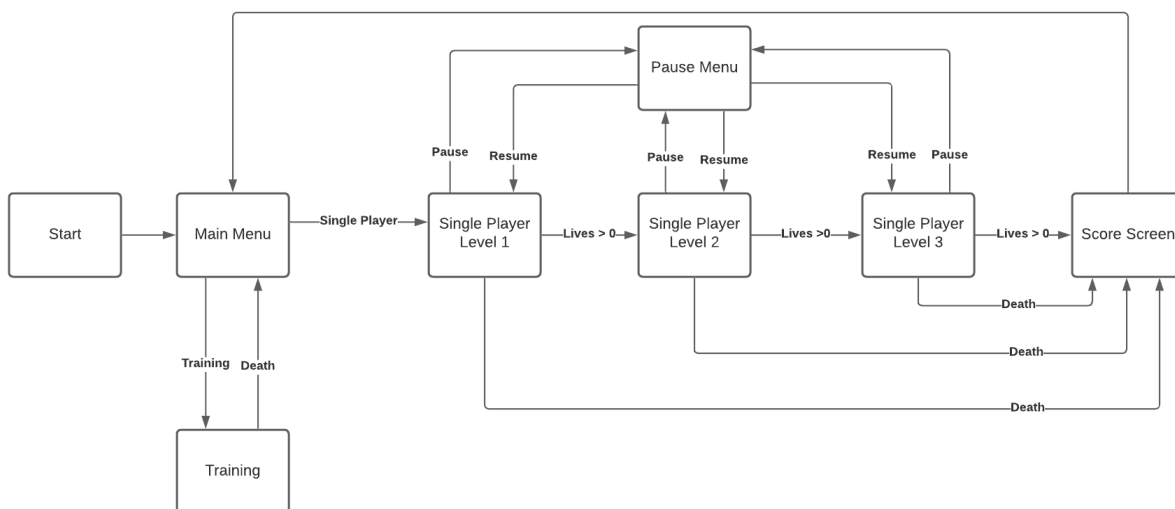 Pause Menu
Pause
Resume
Pause
Resume
Resume
Pause
Start
Main Menu
Single Player
Single Player
Level 1
Lives > 0
Single Player
Level 2
Lives >0
Single Player
Level 3
Lives > 0
Score Screen
Death
Death
Training
Death
Death
Training